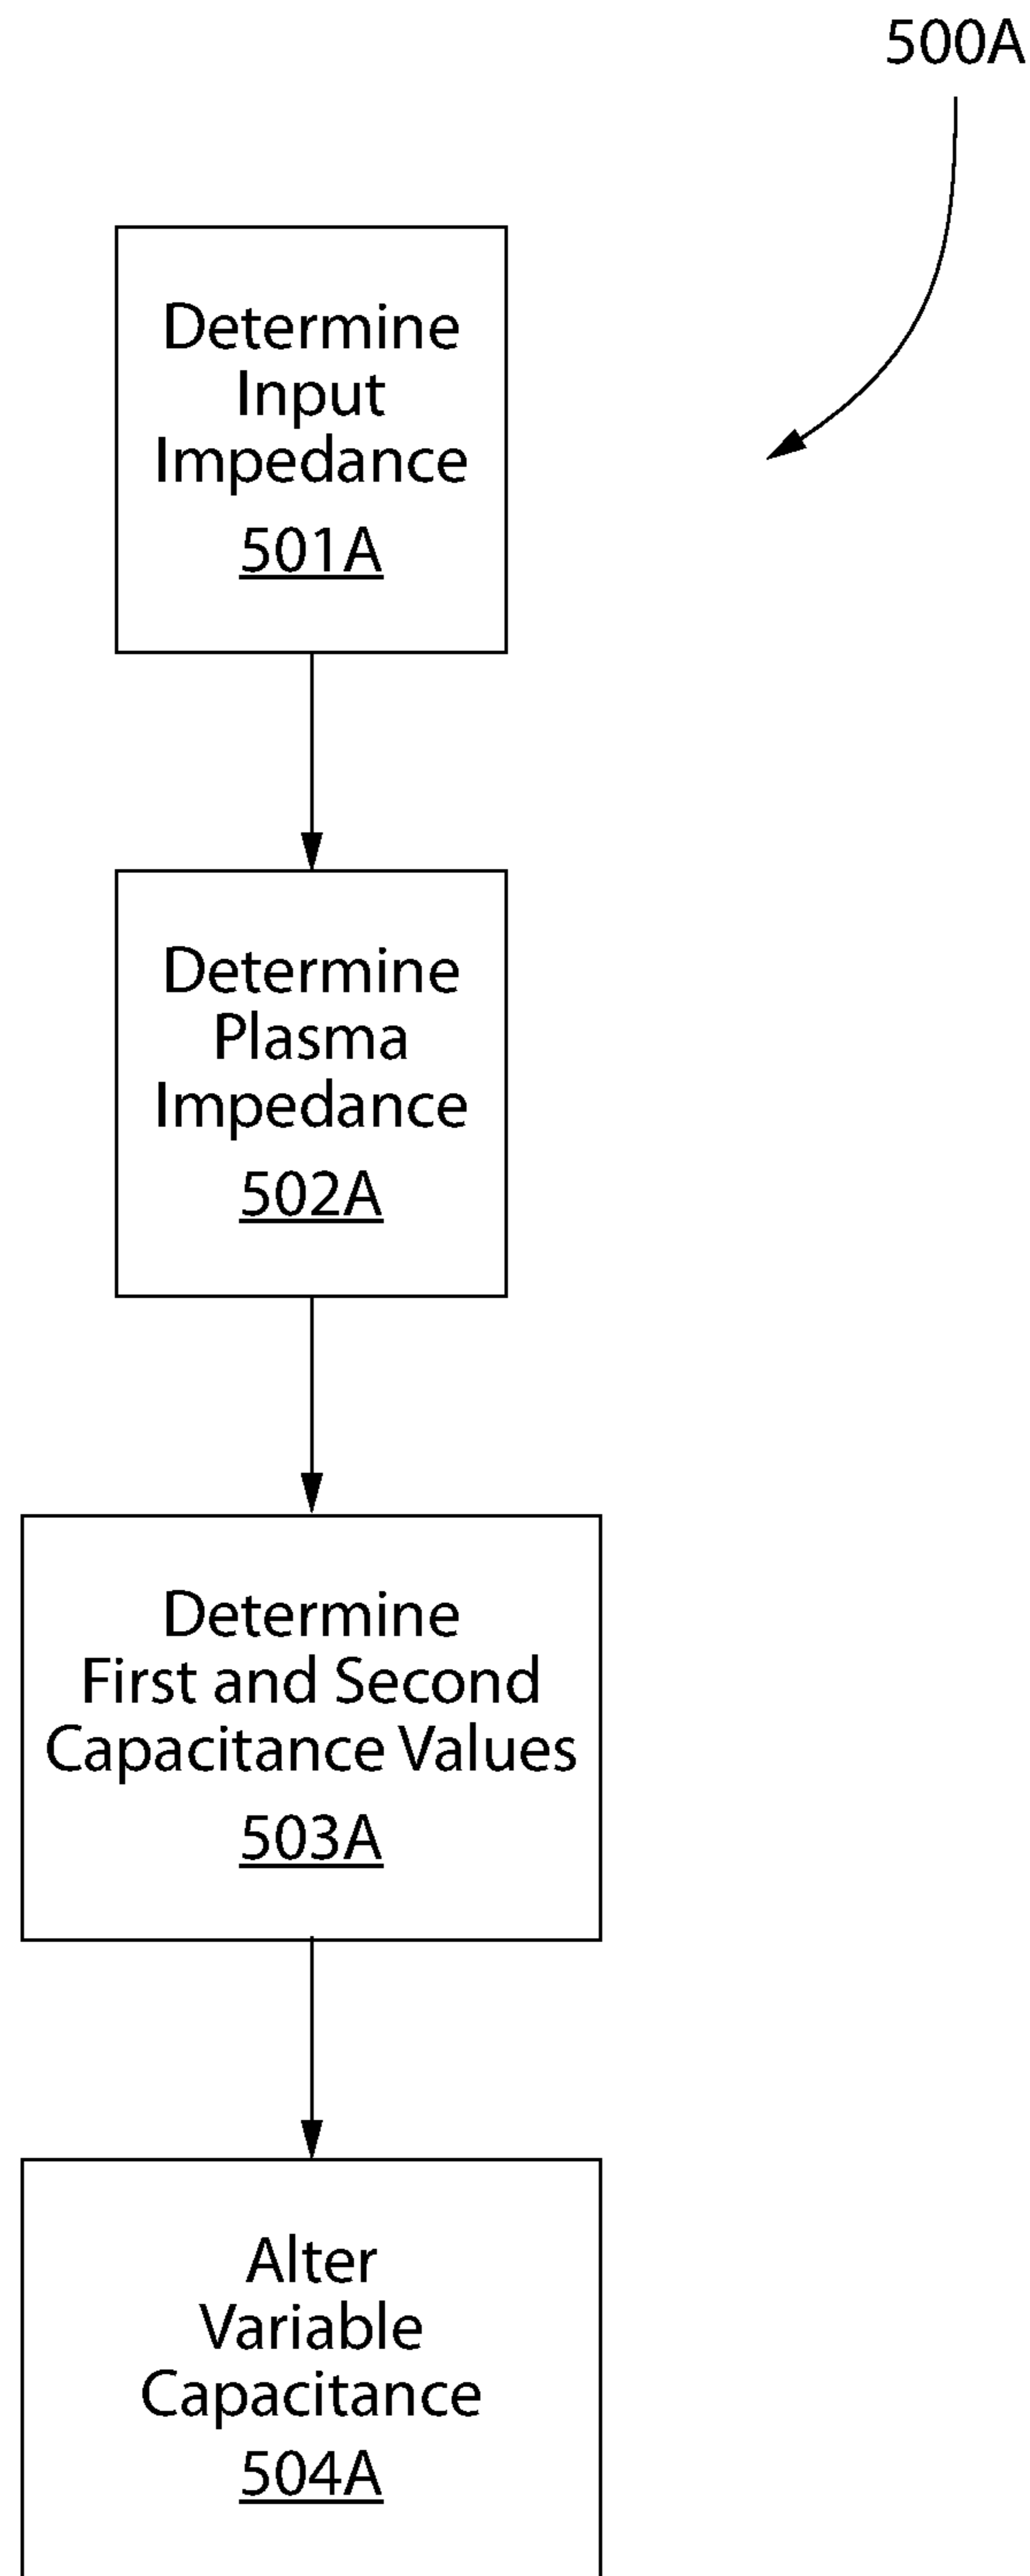 500A
Determine
Input
Impedance
501A
Determine
Plasma
Impedance
502A
Determine
First and Second
Capacitance Values
503A
Alter
Variable
Capacitance
504A